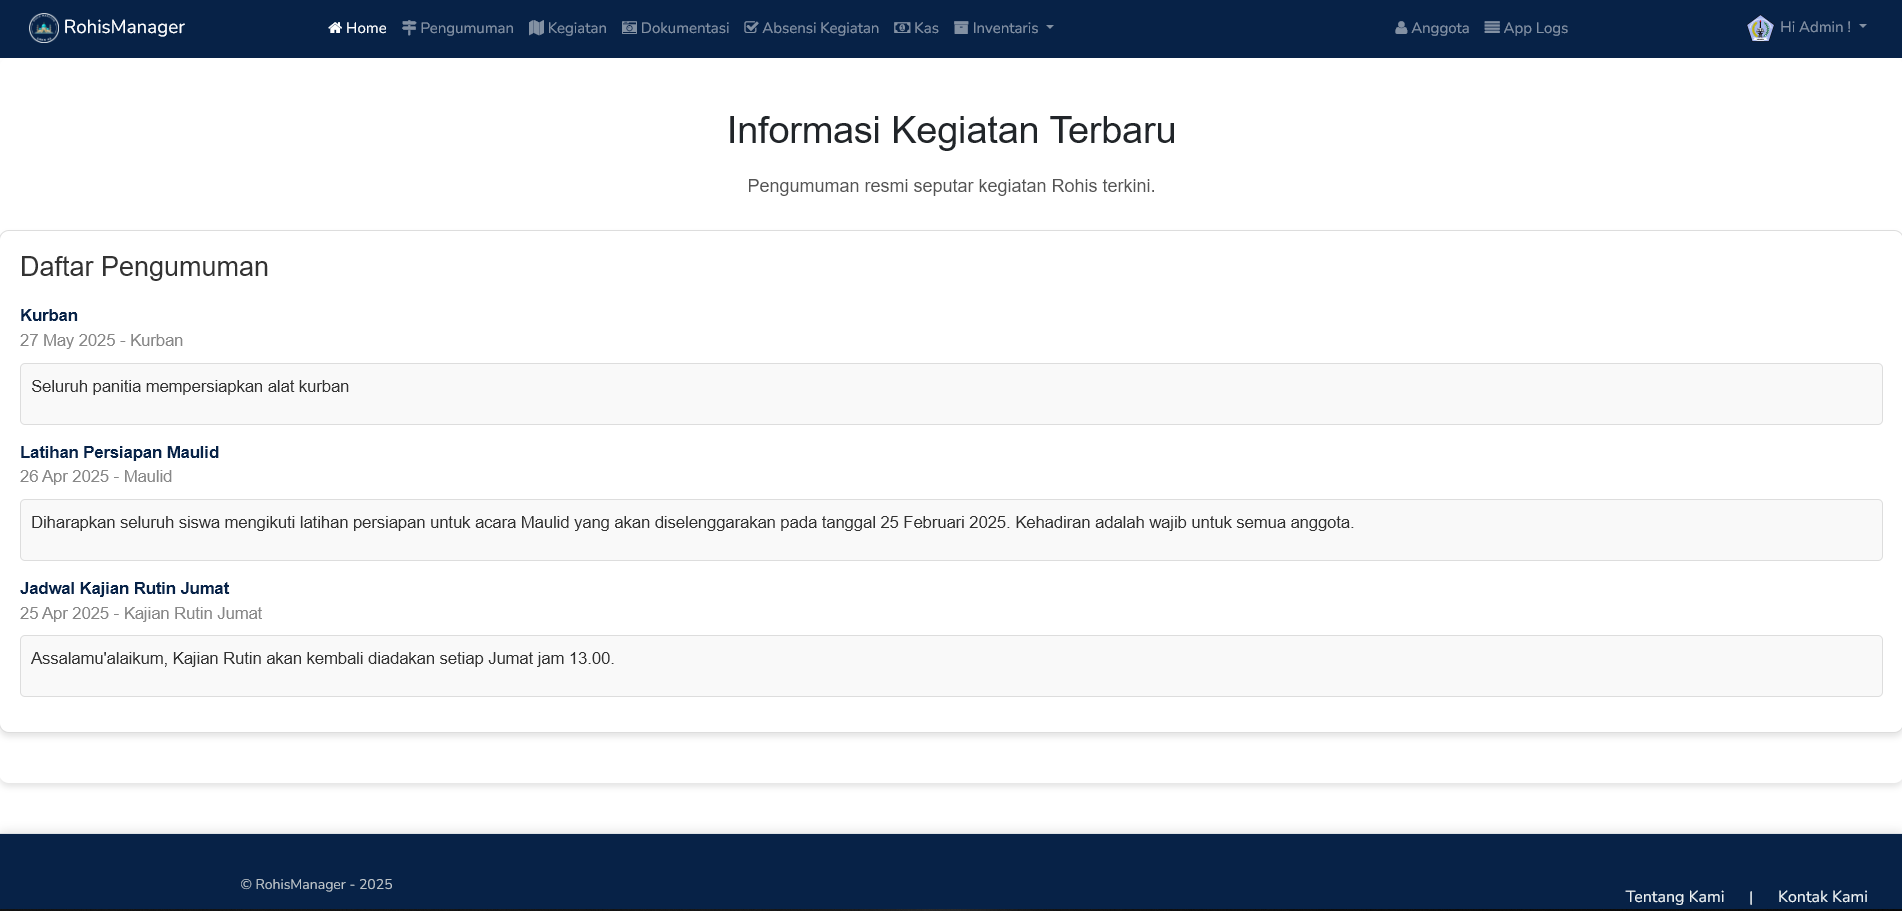 RohisManager
Home
Pengumuman
Kegiatan
Dokumentasi
Absensi Kegiatan
Kas
Inventaris
Anggota
App Logs
Hi Admin !
Informasi Kegiatan Terbaru
Pengumuman resmi seputar kegiatan Rohis terkini.
Daftar Pengumuman
Kurban
27 May 2025 - Kurban
Seluruh panitia mempersiapkan alat kurban
Latihan Persiapan Maulid
26 Apr 2025 - Maulid
Diharapkan seluruh siswa mengikuti latihan persiapan untuk acara Maulid yang akan diselenggarakan pada tanggal 25 Februari 2025. Kehadiran adalah wajib untuk semua anggota.
Jadwal Kajian Rutin Jumat
25 Apr 2025 - Kajian Rutin Jumat
Assalamu'alaikum, Kajian Rutin akan kembali diadakan setiap Jumat jam 13.00.
© RohisManager - 2025
Tentang Kami | Kontak Kami